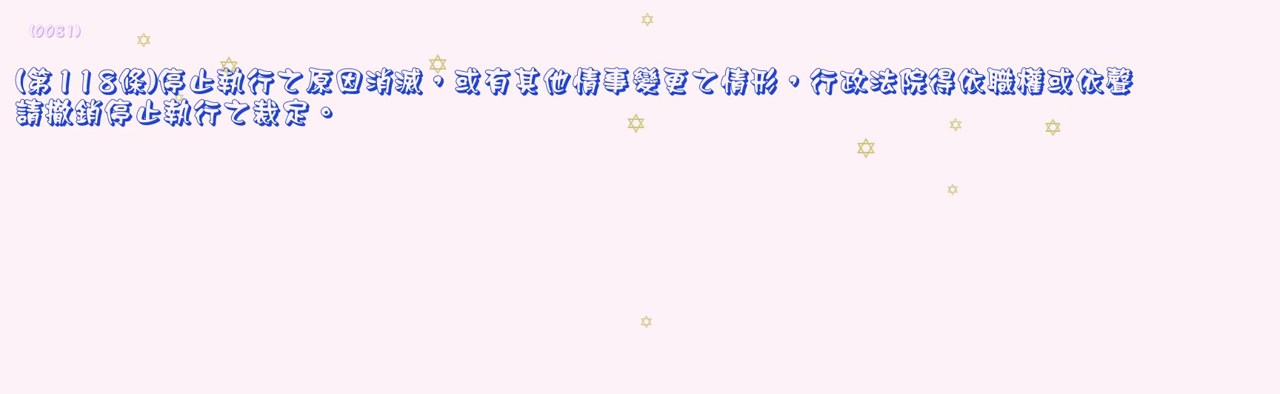 (0081)
(第118條)停止執行之原因消滅，或有其他情事變更之情形，行政法院得依職權或依聲
請撤銷停止執行之裁定。